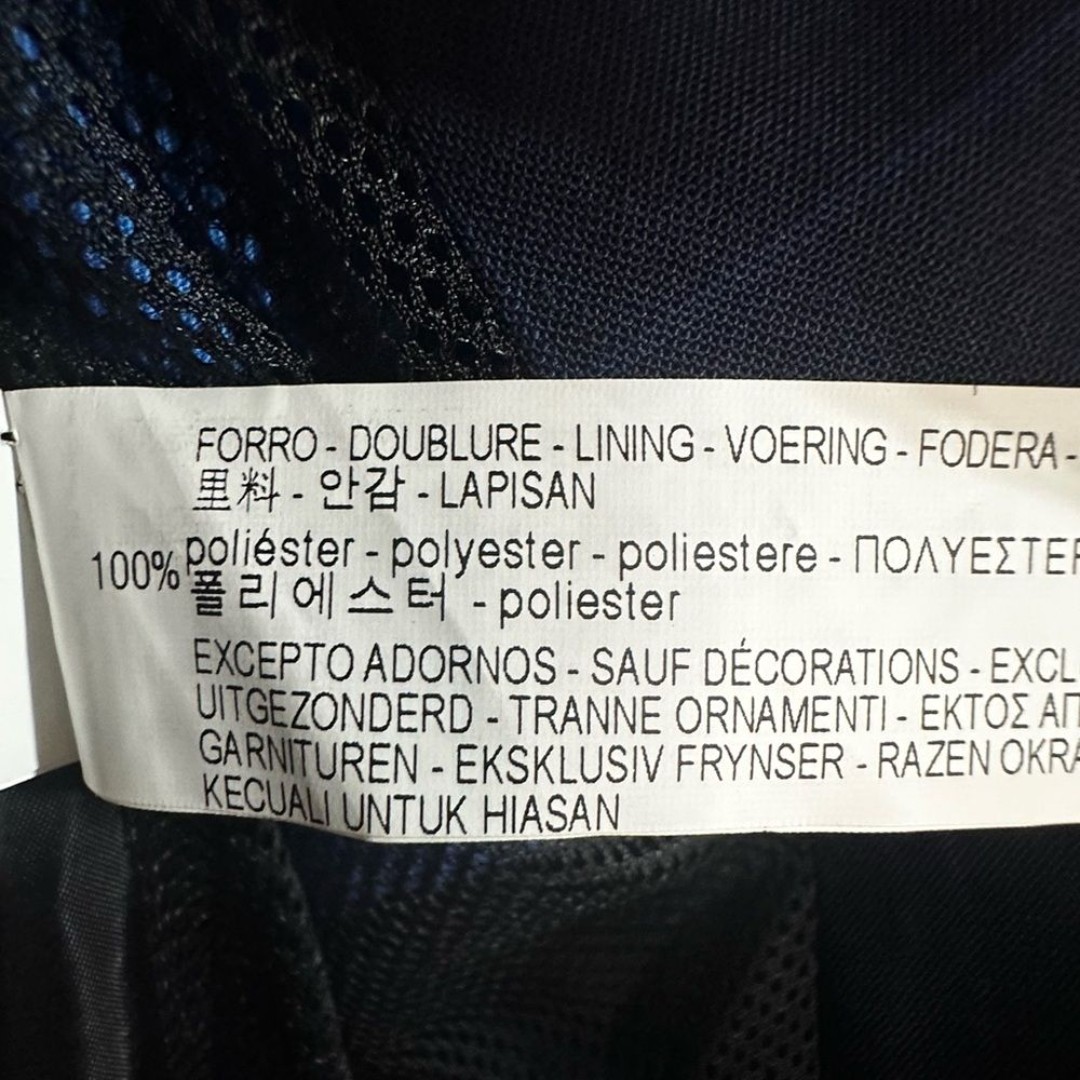 FORRO - DOUBLURE - LINING - VOERING - FODERA -
里料 - 안감 - LAPISAN
100% poliéster - polyester - poliestere - ΠΟΛΥΕΣΤΕΡ
폴리에스터 - poliester
EXCEPTO ADORNOS - SAUF DÉCORATIONS - EXCL
UITGEZONDERD - TRANNE ORNAMENTI - ΕΚΤΟΣ ΑΠ
GARNITUREN - EKSKLUSIV FRYNSER - RAZEN OKRA
KECUALI UNTUK HIASAN